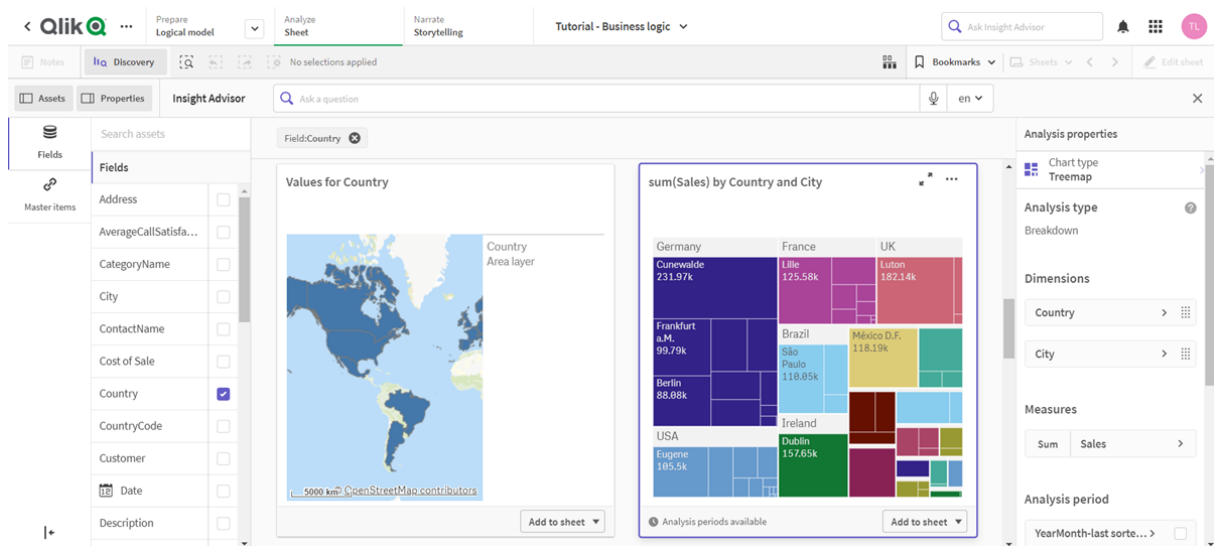 Qlik
Prepare
Logical model
Analyze
Sheet
Narrate
Storytelling
Tutorial - Business logic
Ask Insight Advisor
TL
Notes
Discovery
No selections applied
Bookmarks
Sheets
Edit sheet
Assets
Properties
Insight Advisor
Ask a question
en
Fields
Master items
Search assets
Fields
Address
AverageCallSatisfa...
CategoryName
City
ContactName
Cost of Sale
Country
CountryCode
Customer
12 Date
Description
Field:Country
Values for Country
Country
Area layer
5000 km
© OpenStreetMap contributors
Add to sheet
sum(Sales) by Country and City
Germany
Cunewalde
231.97k
Frankfurt
a.M.
99.79k
Berlin
88.08k
USA
Eugene
105.5k
France
Lille
125.58k
UK
Luton
182.14k
Brazil
São
Paulo
110.05k
México D.F.
118.19k
Ireland
Dublin
157.65k
Analysis periods available
Add to sheet
Analysis properties
Chart type
Treemap
Analysis type
Breakdown
Dimensions
Country
City
Measures
Sum Sales
Analysis period
YearMonth-last sorte...